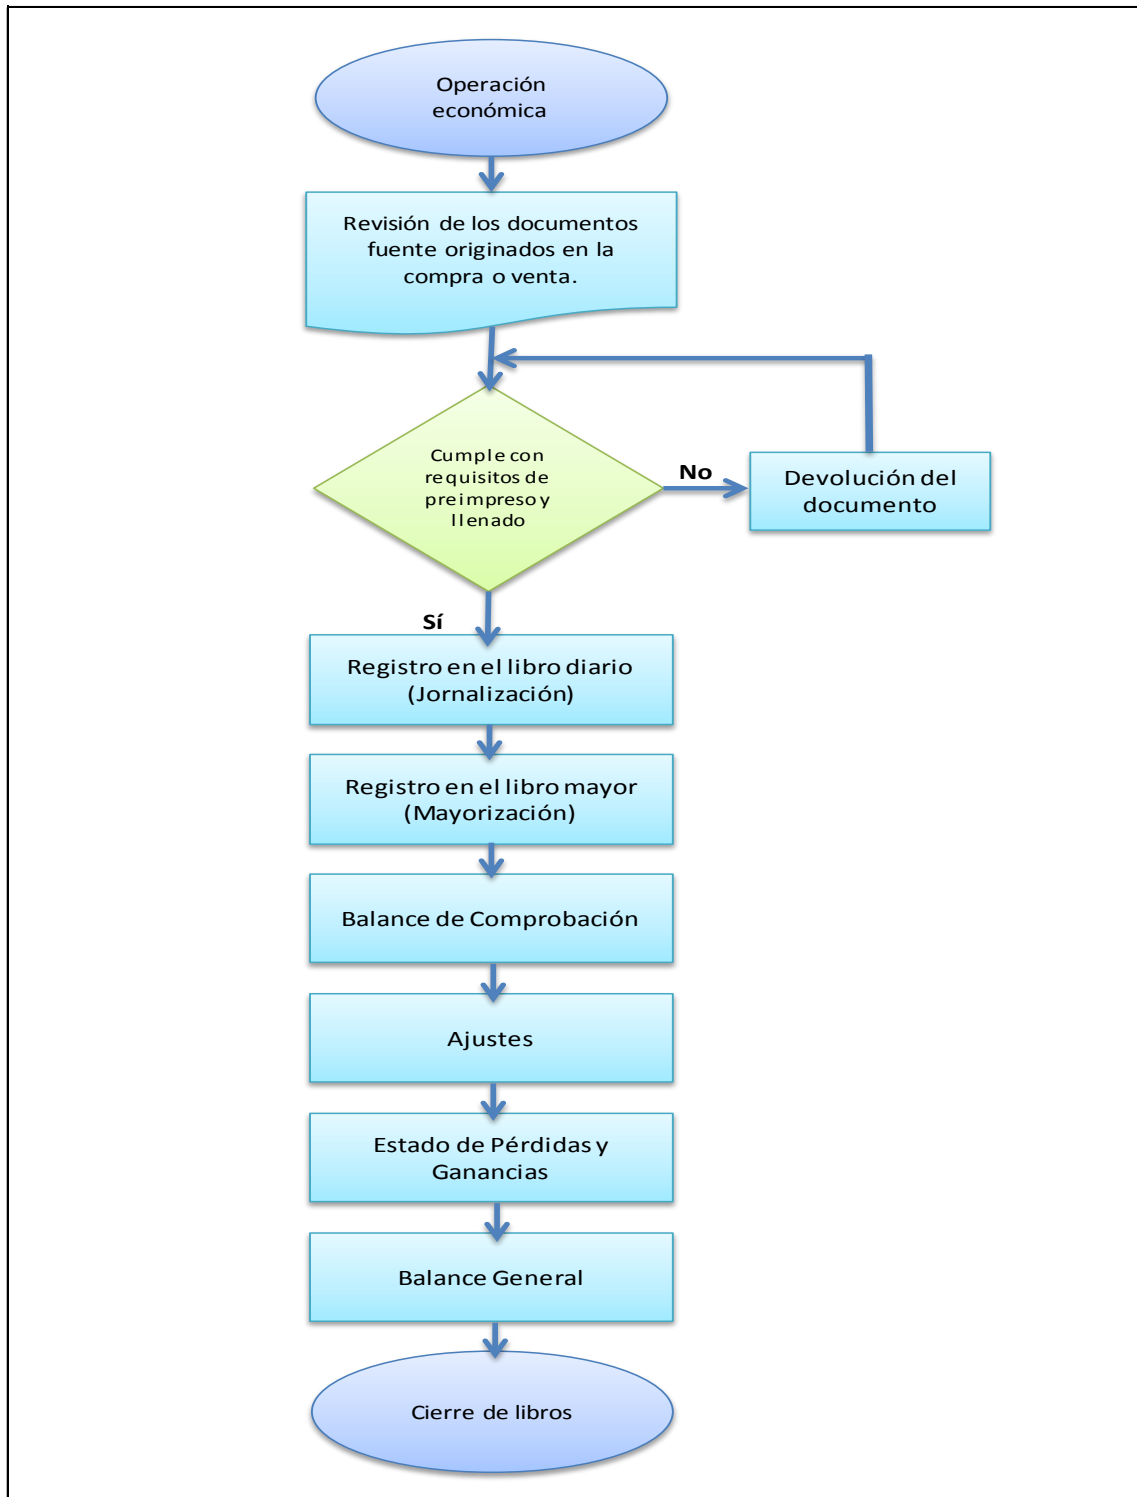 Operación
económica
Revisión de los documentos
fuente originados en la
compra o venta.
Cumple con
requisitos de
preimpreso y
llenado
No
Devolución del
documento
Sí
Registro en el libro diario
(Jornalización)
Registro en el libro mayor
(Mayorización)
Balance de Comprobación
Ajustes
Estado de Pérdidas y
Ganancias
Balance General
Cierre de libros